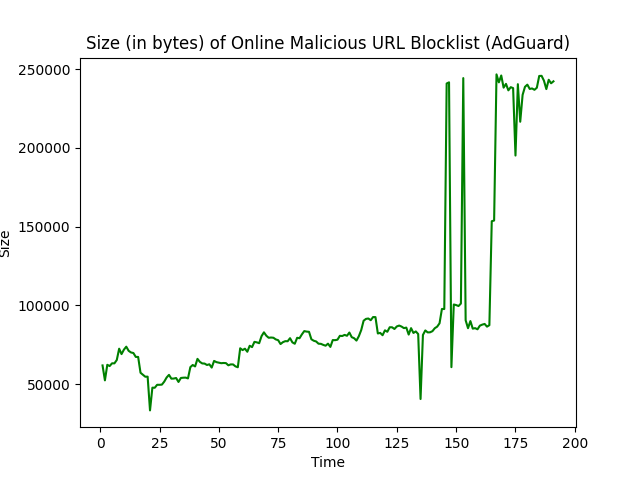 Size (in bytes) of Online Malicious URL Blocklist (AdGuard)
250000
200000
150000
100000
50000
Size
0 25 50 75 100 125 150 175 200
Time